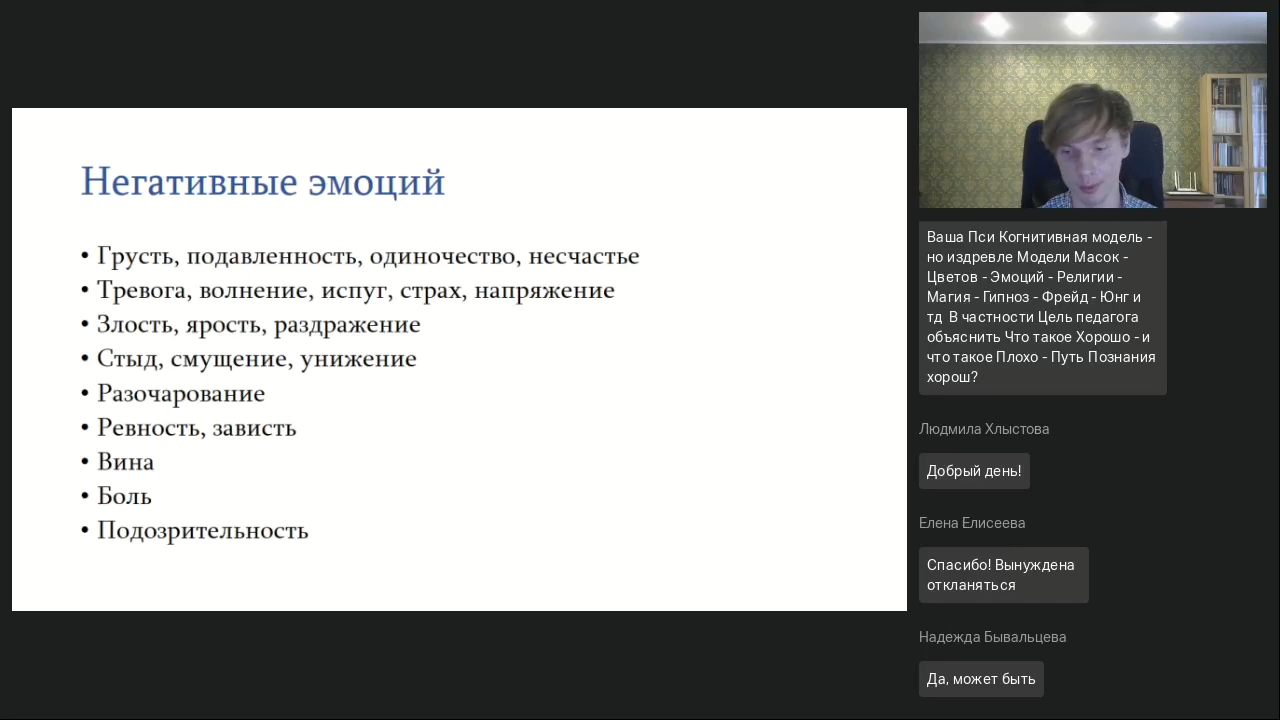 Негативные эмоций
• Грусть, подавленность, одиночество, несчастье
• Тревога, волнение, испуг, страх, напряжение
• Злость, ярость, раздражение
• Стыд, смущение, унижение
• Разочарование
• Ревность, зависть
• Вина
• Боль
• Подозрительность
Ваша Пси Когнитивная модель -
но издревле Модели Масок -
Цветов - Эмоций - Религии -
Магия - Гипноз - Фрейд - Юнг и
тд В частности Цель педагога
объяснить Что такое Хорошо - и
что такое Плохо - Путь Познания
хорош?
Людмила Хлыстова
Добрый день!
Елена Елисеева
Спасибо! Вынуждена
откланяться
Надежда Бывальцева
Да, может быть